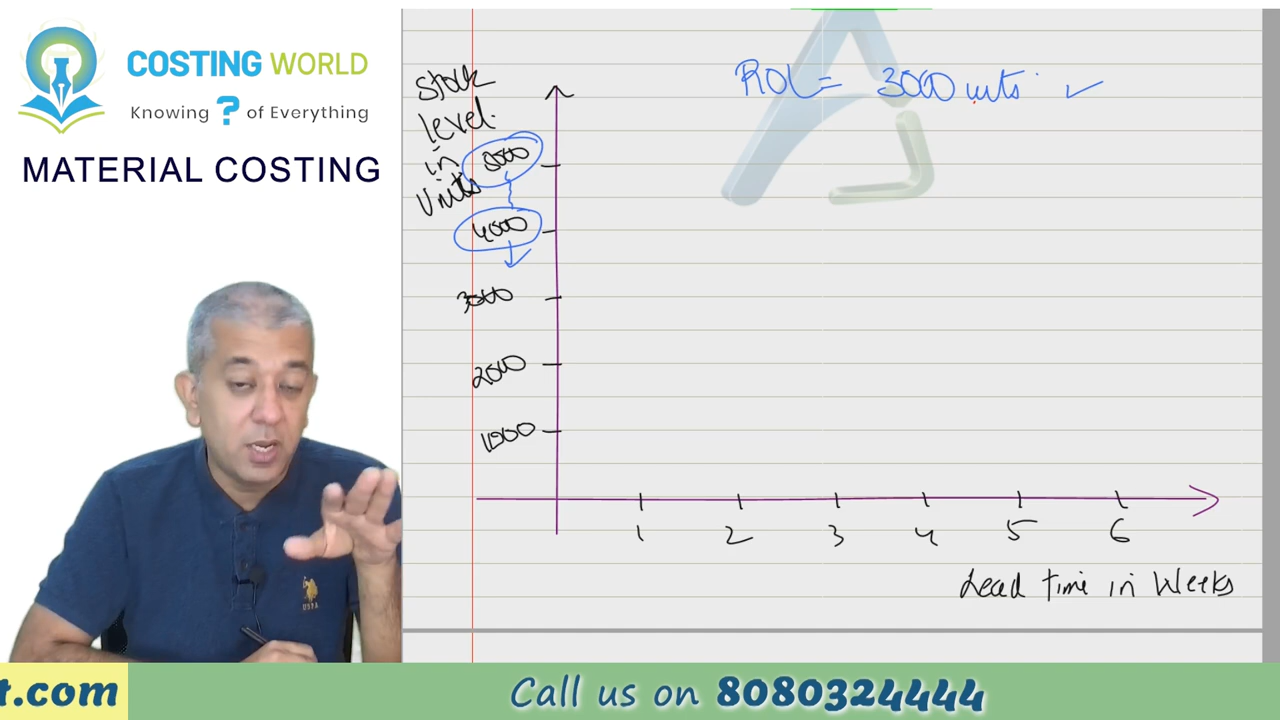 COSTING WORLD
Knowing ? of Everything
MATERIAL COSTING
ROL = 3000 units
Stock
level
in
Units
5000
4000
3000
2000
1000
1 2 3 4 5 6
Lead time in Weeks
t.com
Call us on 8080324444